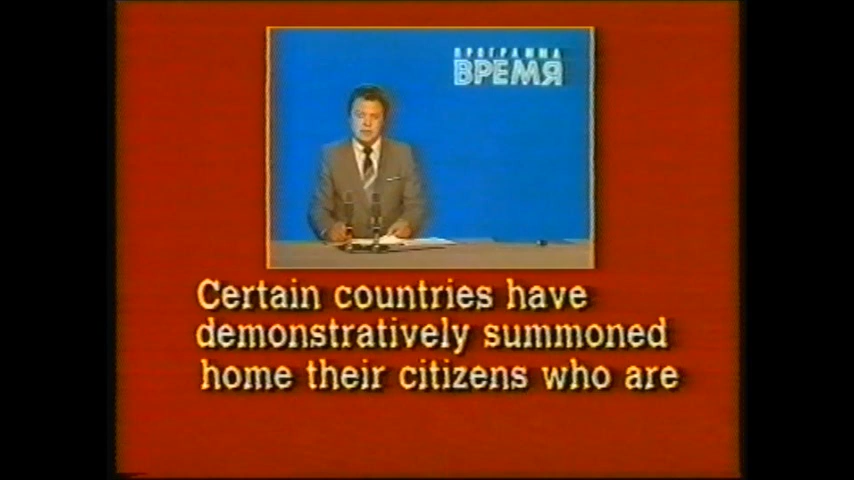 ПРОГРАММА
ВРЕМЯ
Certain countries have
demonstratively summoned
home their citizens who are